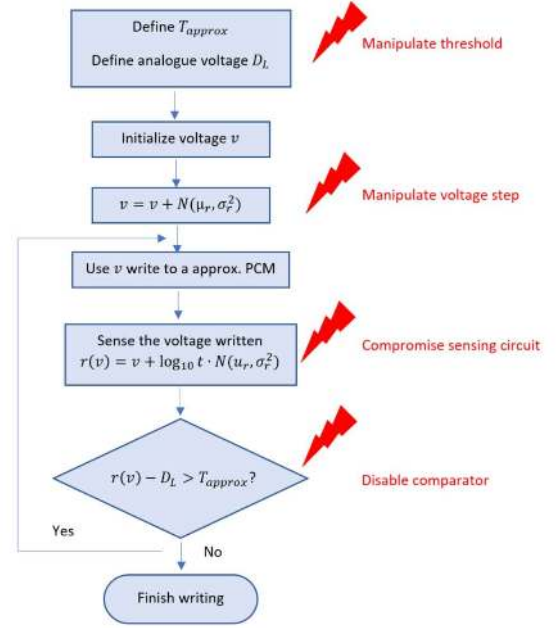 Define T_approx
Manipulate threshold
Define analogue voltage D_L
Initialize voltage v
v = v + N(μ_r, σ_r^2)
Manipulate voltage step
Use v write to a approx. PCM
Sense the voltage written
r(v) = v + log_10 t · N(u_r, σ_r^2)
Compromise sensing circuit
r(v) − D_L > T_approx?
Disable comparator
Yes
No
Finish writing